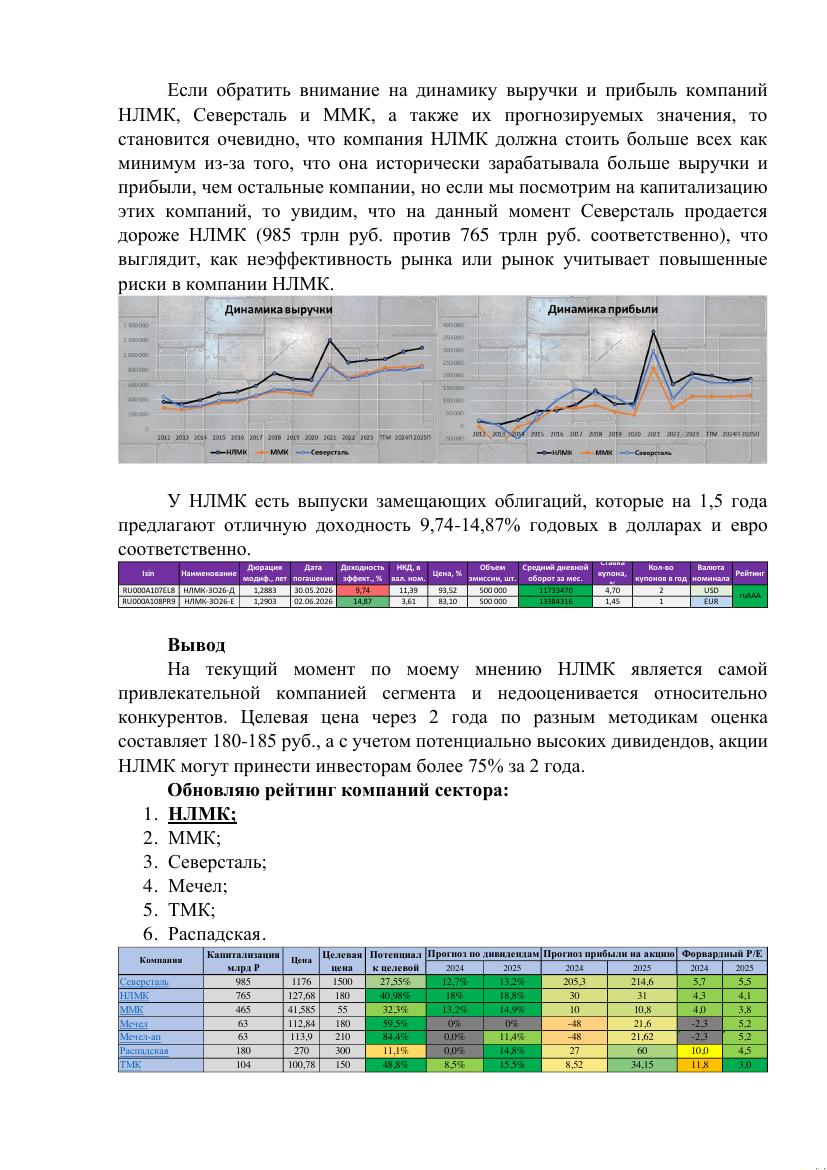 Если обратить внимание на динамику выручки и прибыль компаний
НЛМК, Северсталь и ММК, а также их прогнозируемых значения, то
становится очевидно, что компания НЛМК должна стоить больше всех как
минимум из-за того, что она исторически зарабатывала больше выручки и
прибыли, чем остальные компании, но если мы посмотрим на капитализацию
этих компаний, то увидим, что на данный момент Северсталь продается
дороже НЛМК (985 трлн руб. против 765 трлн руб. соответственно), что
выглядит, как неэффективность рынка или рынок учитывает повышенные
риски в компании НЛМК.
Динамика выручки
1 400 000
1 200 000
1 000 000
800 000
600 000
400 000
200 000
0
2012 2013 2014 2015 2016 2017 2018 2019 2020 2021 2022 2023 TTM 2024П 2025П
НЛМК ММК Северсталь
Динамика прибыли
400 000
350 000
300 000
250 000
200 000
150 000
100 000
50 000
0
-50 000
2012 2013 2014 2015 2016 2017 2018 2019 2020 2021 2022 2023 TTM 2024П 2025П
НЛМК ММК Северсталь
У НЛМК есть выпуски замещающих облигаций, которые на 1,5 года
предлагают отличную доходность 9,74-14,87% годовых в долларах и евро
соответственно.
Isin Наименование Дюрация модиф., лет Дата погашения Доходность эффект., % НКД, в вал. ном. Цена, % Объем эмиссии, шт. Средний дневной оборот за мес. Ставка купона, Кол-во купонов в год Валюта номинала Рейтинг
RU000A107EL8 НЛМК-ЗО26-Д 1,2883 30.05.2026 9,74 11,39 93,52 500 000 11733470 4,70 2 USD ruAAA
RU000A108PR9 НЛМК-ЗО26-Е 1,2903 02.06.2026 14,87 3,61 83,10 500 000 13384316 1,45 1 EUR
Вывод
На текущий момент по моему мнению НЛМК является самой
привлекательной компанией сегмента и недооценивается относительно
конкурентов. Целевая цена через 2 года по разным методикам оценка
составляет 180-185 руб., а с учетом потенциально высоких дивидендов, акции
НЛМК могут принести инвесторам более 75% за 2 года.
Обновляю рейтинг компаний сектора:
1. НЛМК;
2. ММК;
3. Северсталь;
4. Мечел;
5. ТМК;
6. Распадская.
Компания Капитализация млрд ₽ Цена Целевая цена Потенциал к целевой Прогноз по дивидендам Прогноз прибыли на акцию Форвардный P/E
2024 2025 2024 2025 2024 2025
Северсталь 985 1176 1500 27,55% 12,7% 13,2% 205,3 214,6 5,7 5,5
НЛМК 765 127,68 180 40,98% 18% 18,8% 30 31 4,3 4,1
ММК 465 41,585 55 32,3% 13,2% 14,9% 10 10,8 4,0 3,8
Мечел 63 112,84 180 59,5% 0% 0% -48 21,6 -2,3 5,2
Мечел-ап 63 113,9 210 84,4% 0,0% 11,4% -48 21,62 -2,3 5,2
Распадская 180 270 300 11,1% 0,0% 14,8% 27 60 10,0 4,5
ТМК 104 100,78 150 48,8% 8,5% 15,5% 8,52 34,15 11,8 3,0